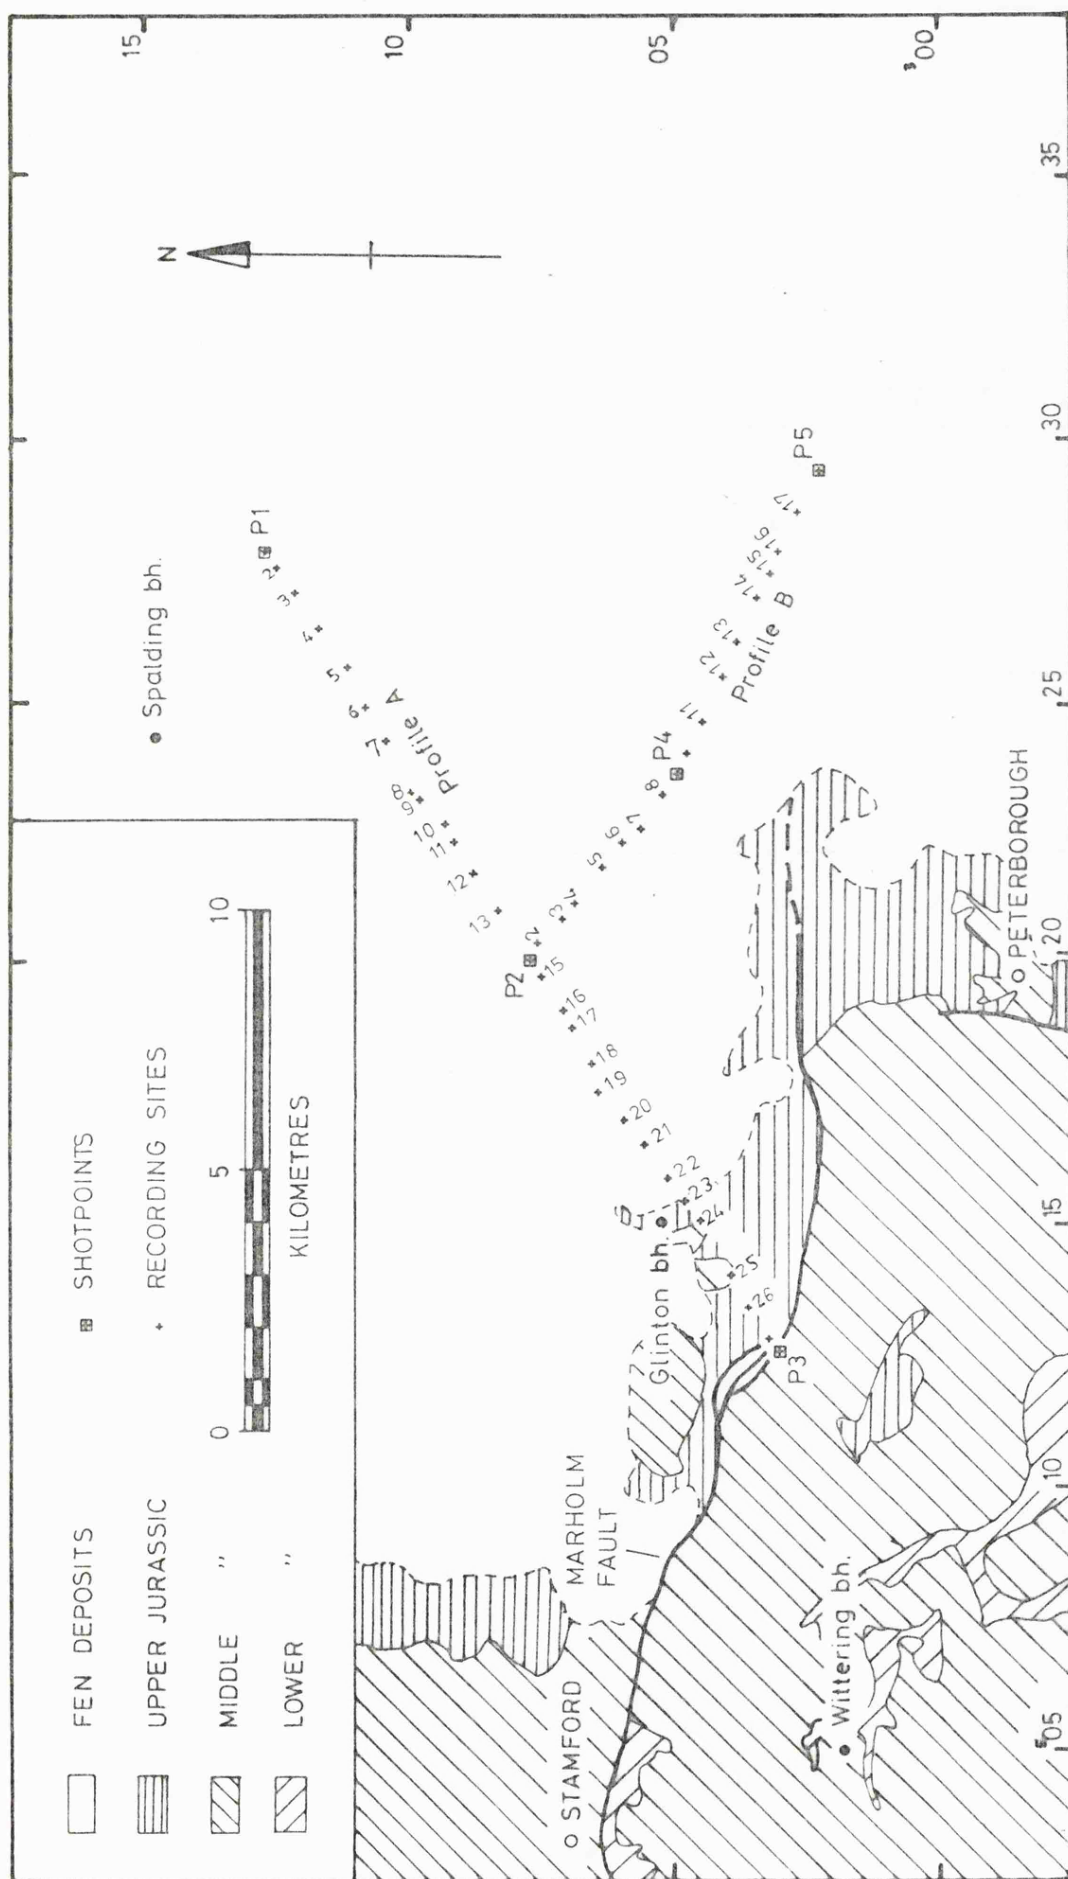 FEN DEPOSITS
UPPER JURASSIC
MIDDLE "
LOWER "
SHOTPOINTS
RECORDING SITES
0 5 10
KILOMETRES
N
Spalding bh.
P1
2
3
4
5
6
7
8
9
10
11
12
13
Profile A
P2
15
16
17
18
19
20
21
22
23
24
25
26
P3
2
3
4
5
6
7
8
P4
11
12
13
14
15
16
17
P5
Profile B
Glinton bh.
MARHOLM
FAULT
STAMFORD
Wittering bh.
PETERBOROUGH
15
10
05
³00
⁵05
10
15
20
25
30
35